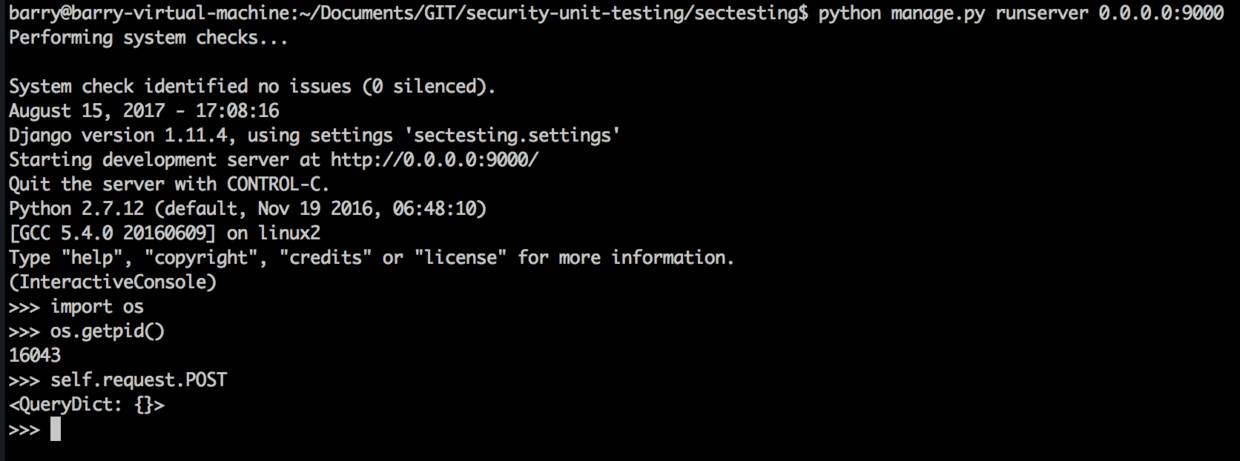 barry@barry-virtual-machine:~/Documents/GIT/security-unit-testing/sectesting$ python manage.py runserver 0.0.0.0:9000
Performing system checks...

System check identified no issues (0 silenced).
August 15, 2017 - 17:08:16
Django version 1.11.4, using settings 'sectesting.settings'
Starting development server at http://0.0.0.0:9000/
Quit the server with CONTROL-C.
Python 2.7.12 (default, Nov 19 2016, 06:48:10)
[GCC 5.4.0 20160609] on linux2
Type "help", "copyright", "credits" or "license" for more information.
(InteractiveConsole)
>>> import os
>>> os.getpid()
16043
>>> self.request.POST
<QueryDict: {}>
>>>